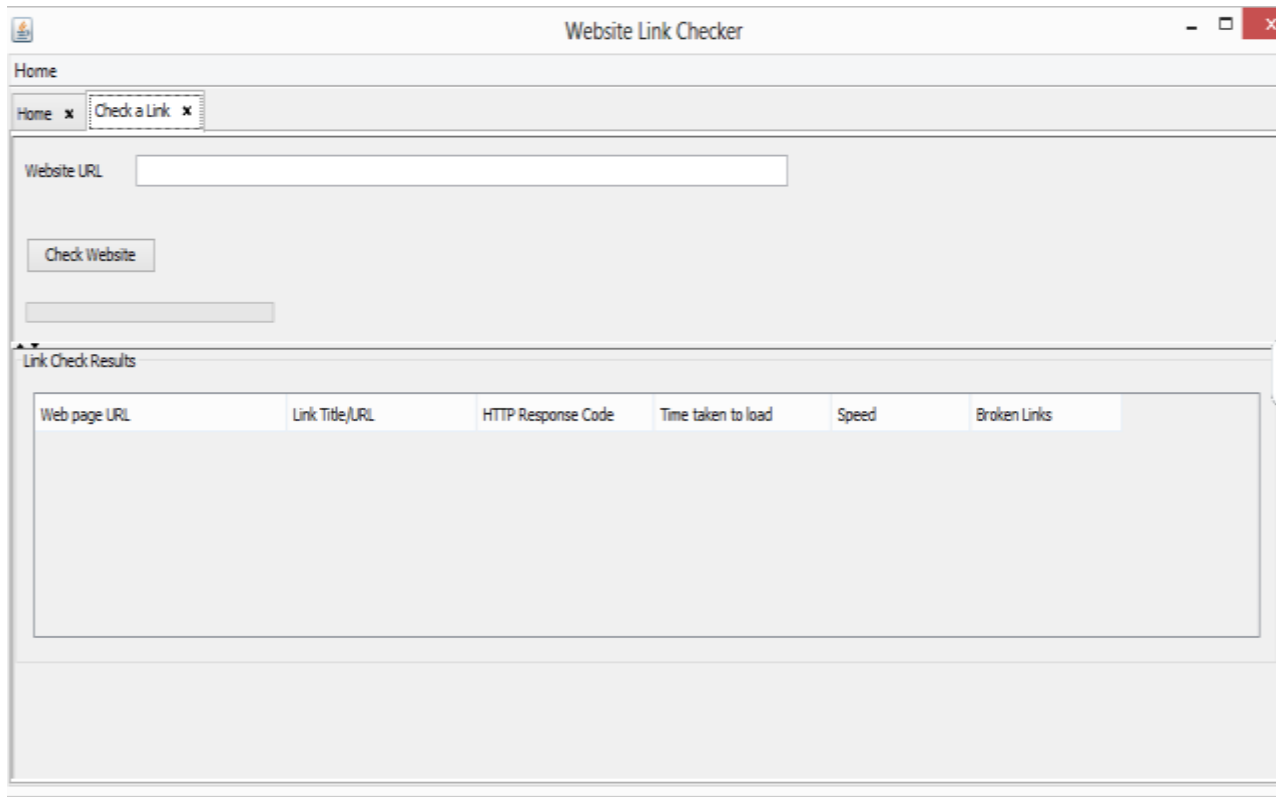 Website Link Checker
Home
Home x Check a Link x
Website URL
Check Website
Link Check Results
Web page URL Link Title/URL HTTP Response Code Time taken to load Speed Broken Links